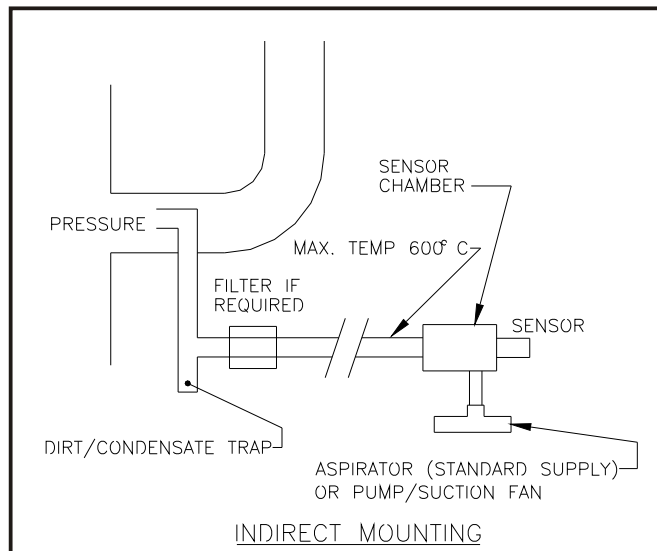 SENSOR
CHAMBER
PRESSURE
MAX. TEMP 600° C
FILTER IF
REQUIRED
SENSOR
DIRT/CONDENSATE TRAP
ASPIRATOR (STANDARD SUPPLY)
OR PUMP/SUCTION FAN
INDIRECT MOUNTING